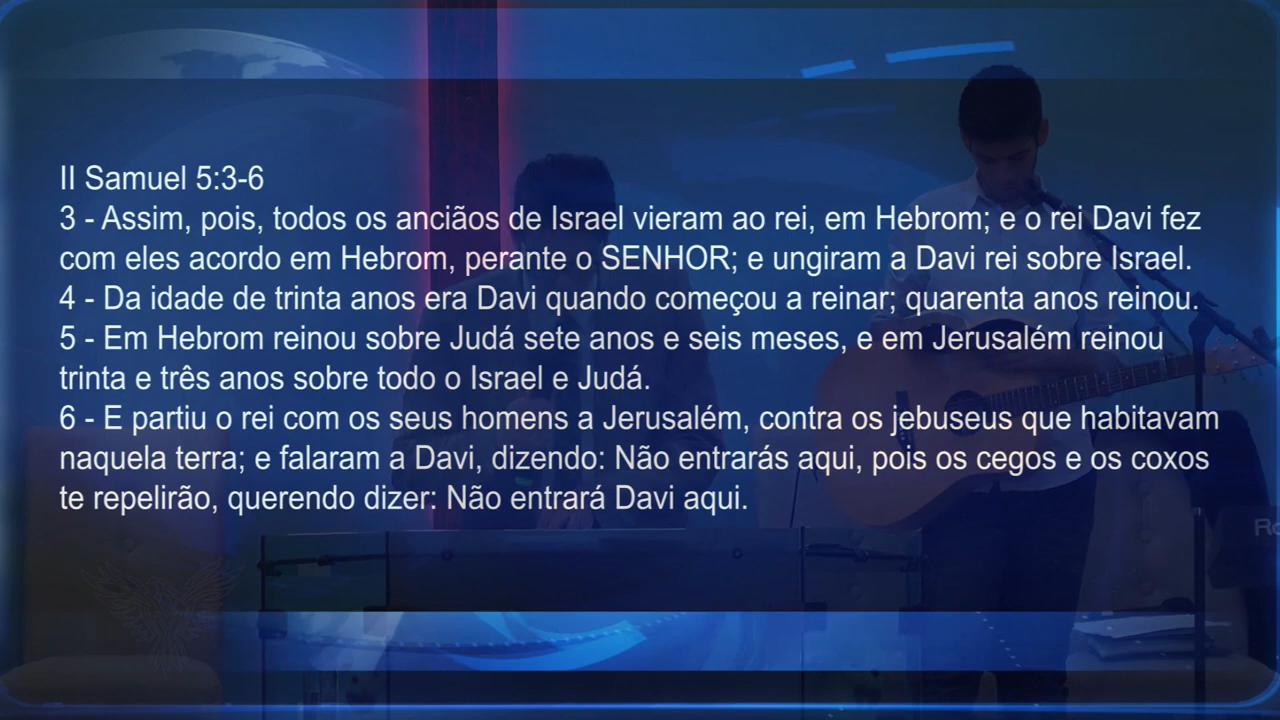 II Samuel 5:3-6
3 - Assim, pois, todos os anciãos de Israel vieram ao rei, em Hebrom; e o rei Davi fez
com eles acordo em Hebrom, perante o SENHOR; e ungiram a Davi rei sobre Israel.
4 - Da idade de trinta anos era Davi quando começou a reinar; quarenta anos reinou.
5 - Em Hebrom reinou sobre Judá sete anos e seis meses, e em Jerusalém reinou
trinta e três anos sobre todo o Israel e Judá.
6 - E partiu o rei com os seus homens a Jerusalém, contra os jebuseus que habitavam
naquela terra; e falaram a Davi, dizendo: Não entrarás aqui, pois os cegos e os coxos
te repelirão, querendo dizer: Não entrará Davi aqui.